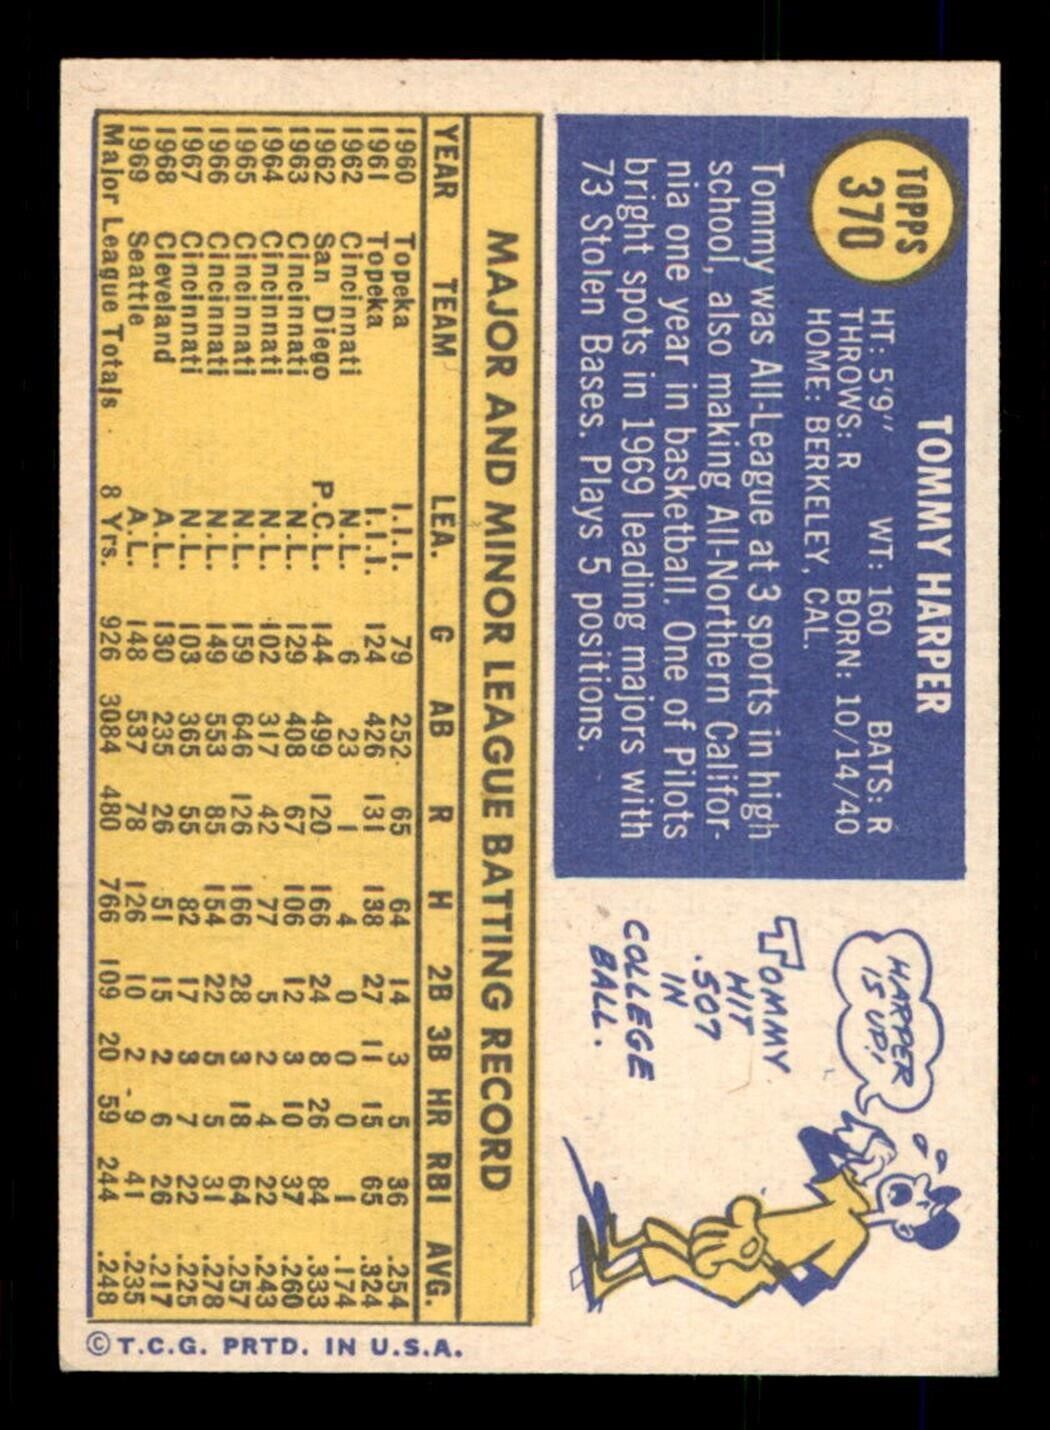 TOPPS
370
TOMMY HARPER
HT: 5'9" WT: 160 BATS: R
THROWS: R BORN: 10/14/40
HOME: BERKELEY, CAL.
Tommy was All-League at 3 sports in high
school, also making All-Northern Califor-
nia one year in basketball. One of Pilots
bright spots in 1969 leading majors with
73 Stolen Bases. Plays 5 positions.
HARPER
IS UP!
TOMMY
HIT
.507
IN
COLLEGE
BALL.
MAJOR AND MINOR LEAGUE BATTING RECORD
YEAR TEAM LEA. G AB R H 2B 3B HR RBI AVG.
1960 Topeka I.I.I. 79 252 65 64 14 3 5 36 .254
1961 Topeka I.I.I. 124 426 131 138 27 11 15 65 .324
1962 Cincinnati N.L. 6 23 1 4 0 0 0 1 .174
1962 San Diego P.C.L. 144 499 120 166 24 8 26 84 .333
1963 Cincinnati N.L. 129 408 67 106 12 3 10 37 .260
1964 Cincinnati N.L. 102 317 42 77 5 2 4 22 .243
1965 Cincinnati N.L. 159 646 126 166 28 3 18 64 .257
1966 Cincinnati N.L. 149 553 85 154 22 5 5 31 .278
1967 Cincinnati N.L. 103 365 55 82 17 3 7 22 .225
1968 Cleveland A.L. 130 235 26 51 15 2 6 26 .217
1969 Seattle A.L. 148 537 78 126 10 2 9 41 .235
Major League Totals 8 Yrs. 926 3084 480 766 109 20 59 244 .248
© T.C.G. PRTD. IN U.S.A.